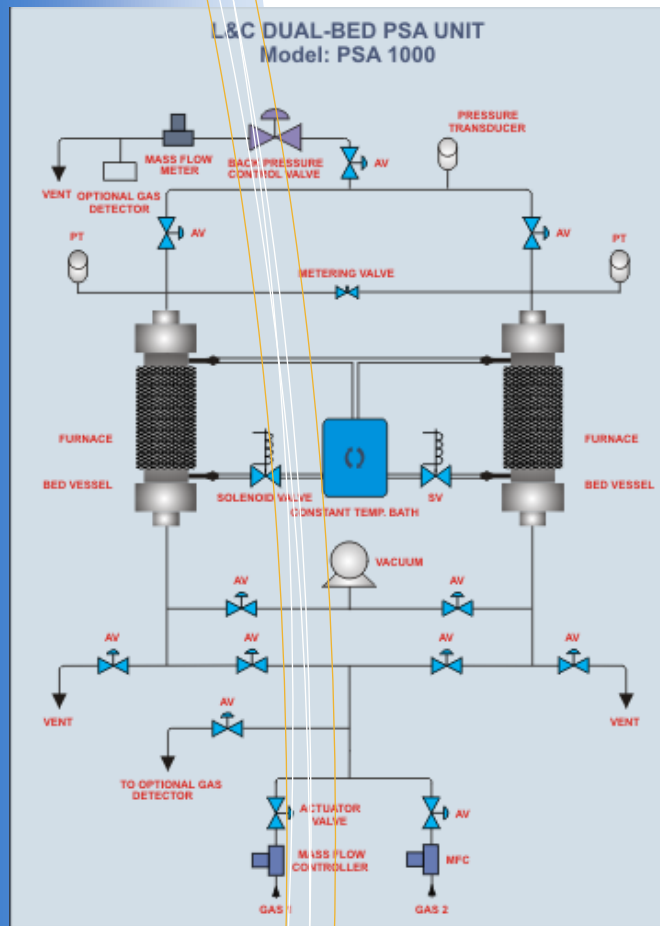 L&C DUAL-BED PSA UNIT
Model: PSA 1000
PRESSURE
TRANSDUCER
MASS FLOW
METER
BACK PRESSURE
CONTROL VALVE
AV
VENT
OPTIONAL GAS
DETECTOR
AV
AV
PT
PT
METERING VALVE
FURNACE
FURNACE
BED VESSEL
BED VESSEL
SOLENOID VALVE
SV
CONSTANT TEMP. BATH
VACUUM
AV
AV
AV
AV
AV
AV
VENT
VENT
AV
TO OPTIONAL GAS
DETECTOR
ACTUATOR
VALVE
AV
MASS FLOW
CONTROLLER
MFC
GAS 1
GAS 2